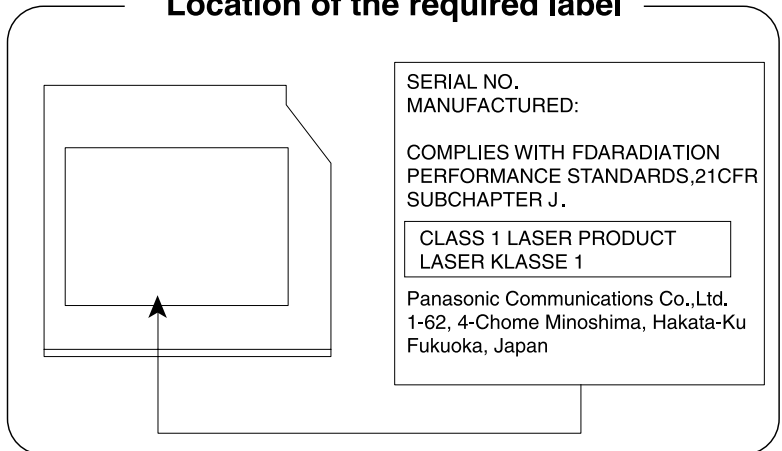 Location of the required label
SERIAL NO.
MANUFACTURED:
COMPLIES WITH FDARADIATION
PERFORMANCE STANDARDS,21CFR
SUBCHAPTER J.
CLASS 1 LASER PRODUCT
LASER KLASSE 1
Panasonic Communications Co.,Ltd.
1-62, 4-Chome Minoshima, Hakata-Ku
Fukuoka, Japan